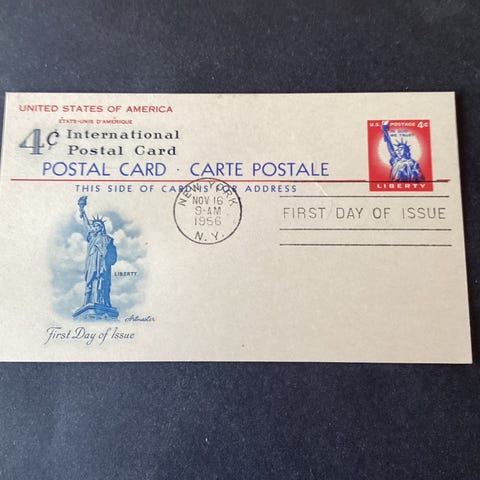 UNITED STATES OF AMERICA
ÉTATS-UNIS D'AMÉRIQUE
4¢ International
Postal Card
POSTAL CARD · CARTE POSTALE
THIS SIDE OF CARD IS FOR ADDRESS
U.S. POSTAGE 4¢
IN GOD
WE TRUST
LIBERTY
NEW YORK
NOV 16
9-AM
1956
N.Y.
FIRST DAY OF ISSUE
LIBERTY
Artmaster
First Day of Issue